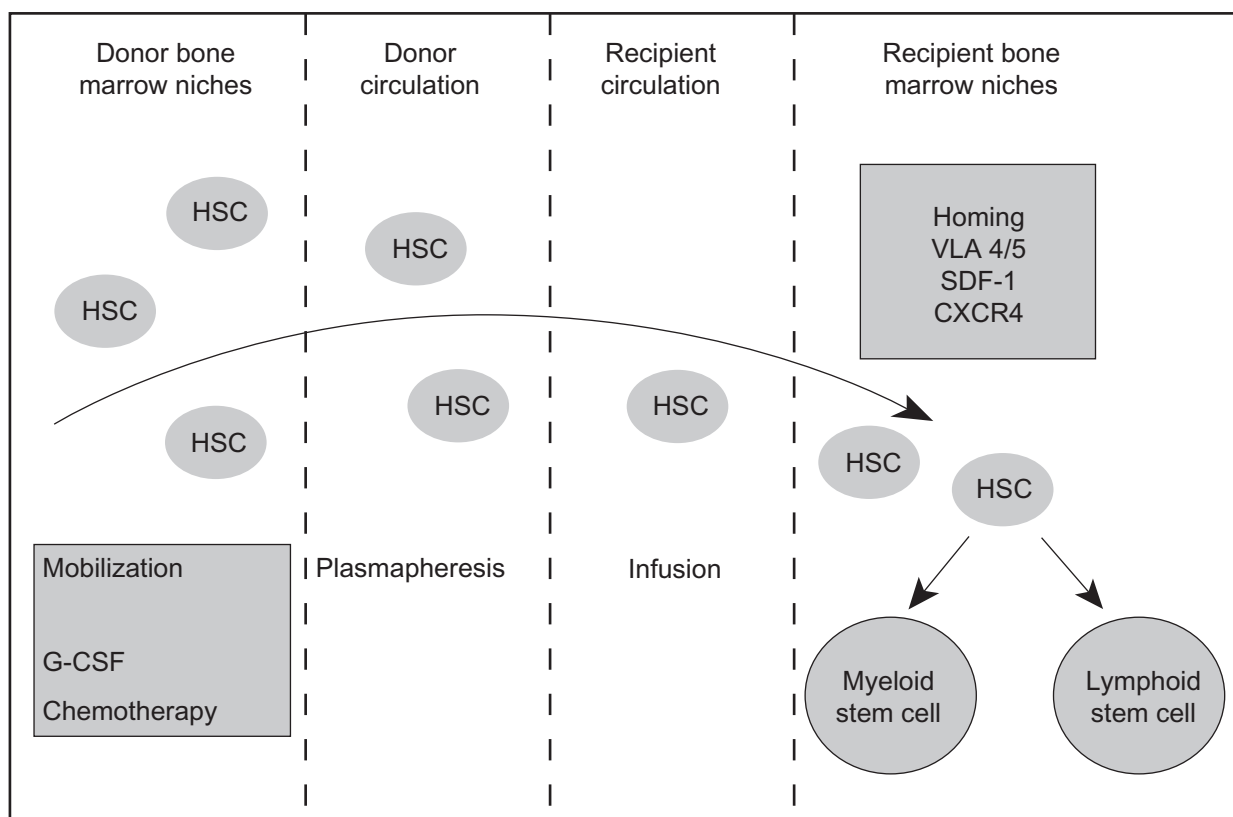 Donor bone
marrow niches
Donor
circulation
Recipient
circulation
Recipient bone
marrow niches
HSC
HSC
HSC
HSC
HSC
HSC
HSC
HSC
Homing
VLA 4/5
SDF-1
CXCR4
Mobilization
G-CSF
Chemotherapy
Plasmapheresis
Infusion
Myeloid
stem cell
Lymphoid
stem cell